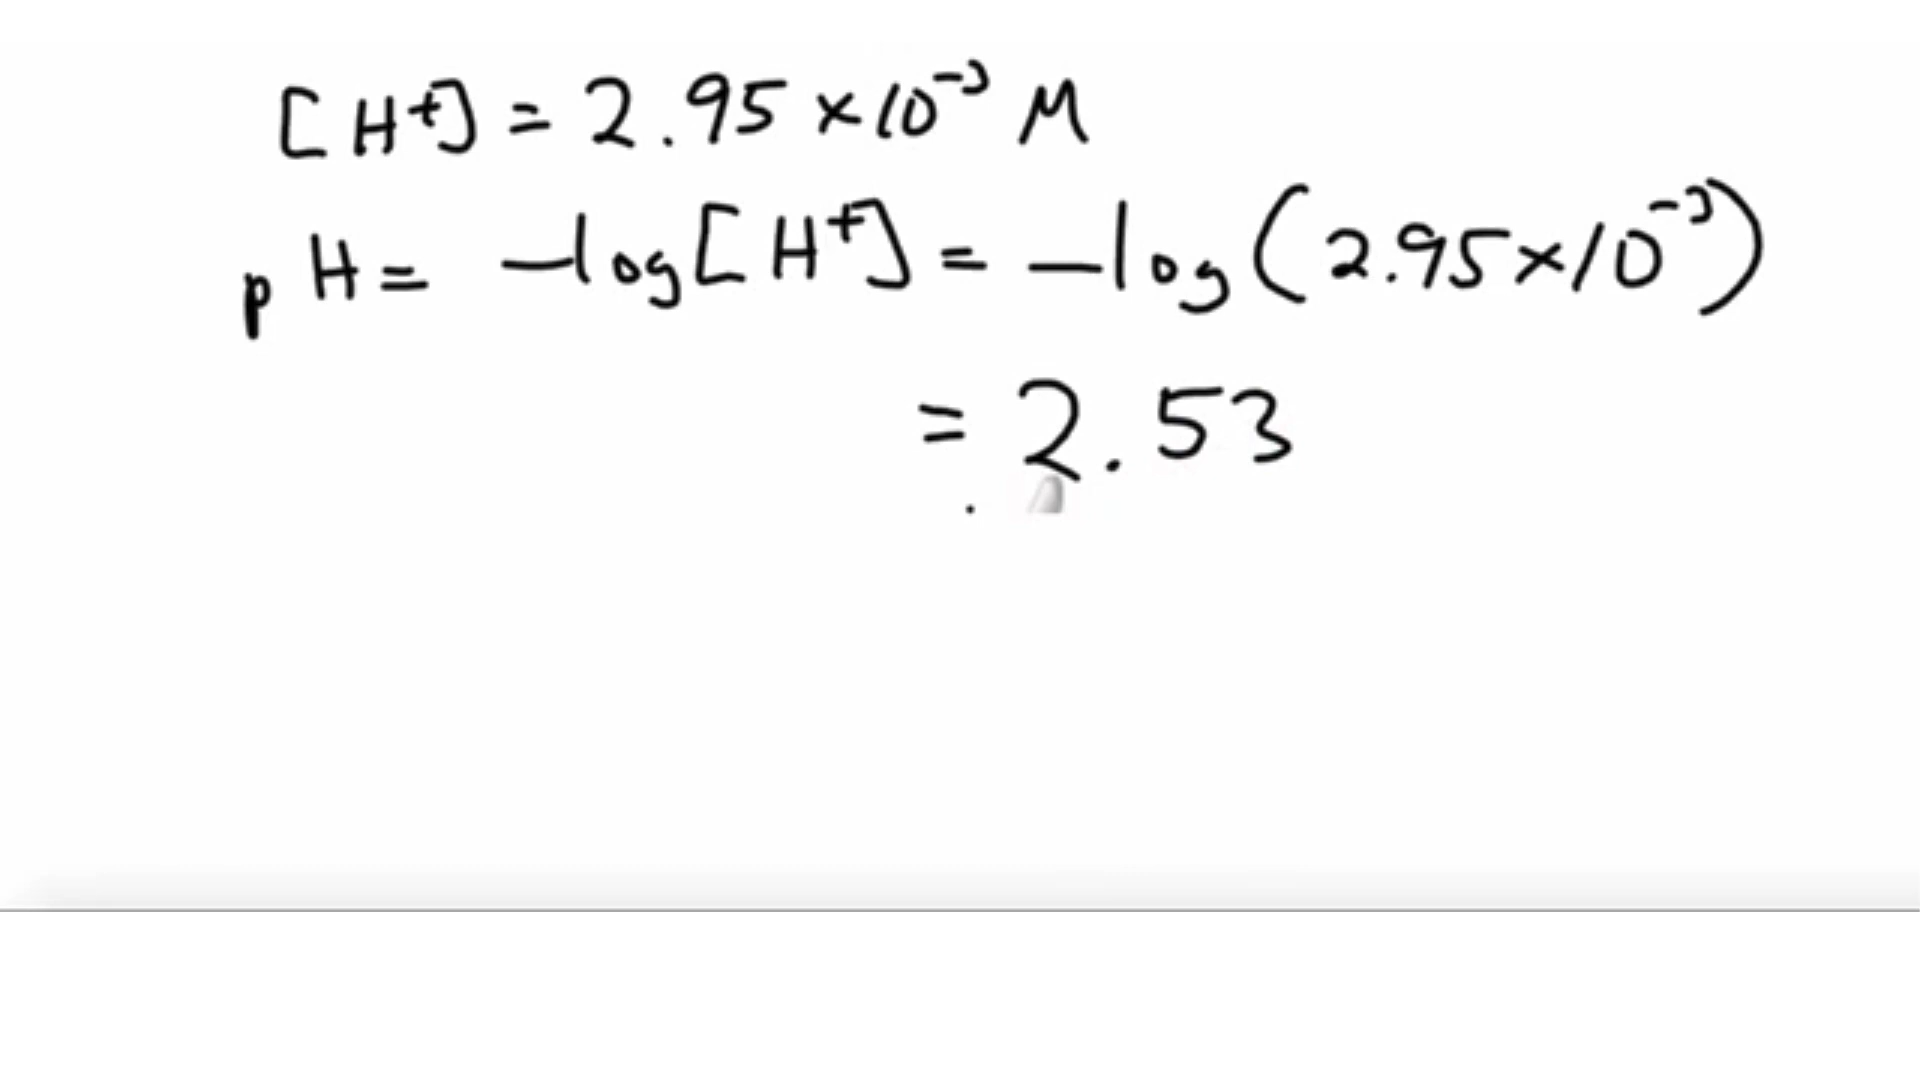 [H⁺] = 2.95 × 10⁻³ M
pH = −log[H⁺] = −log(2.95×10⁻³)
= 2.53